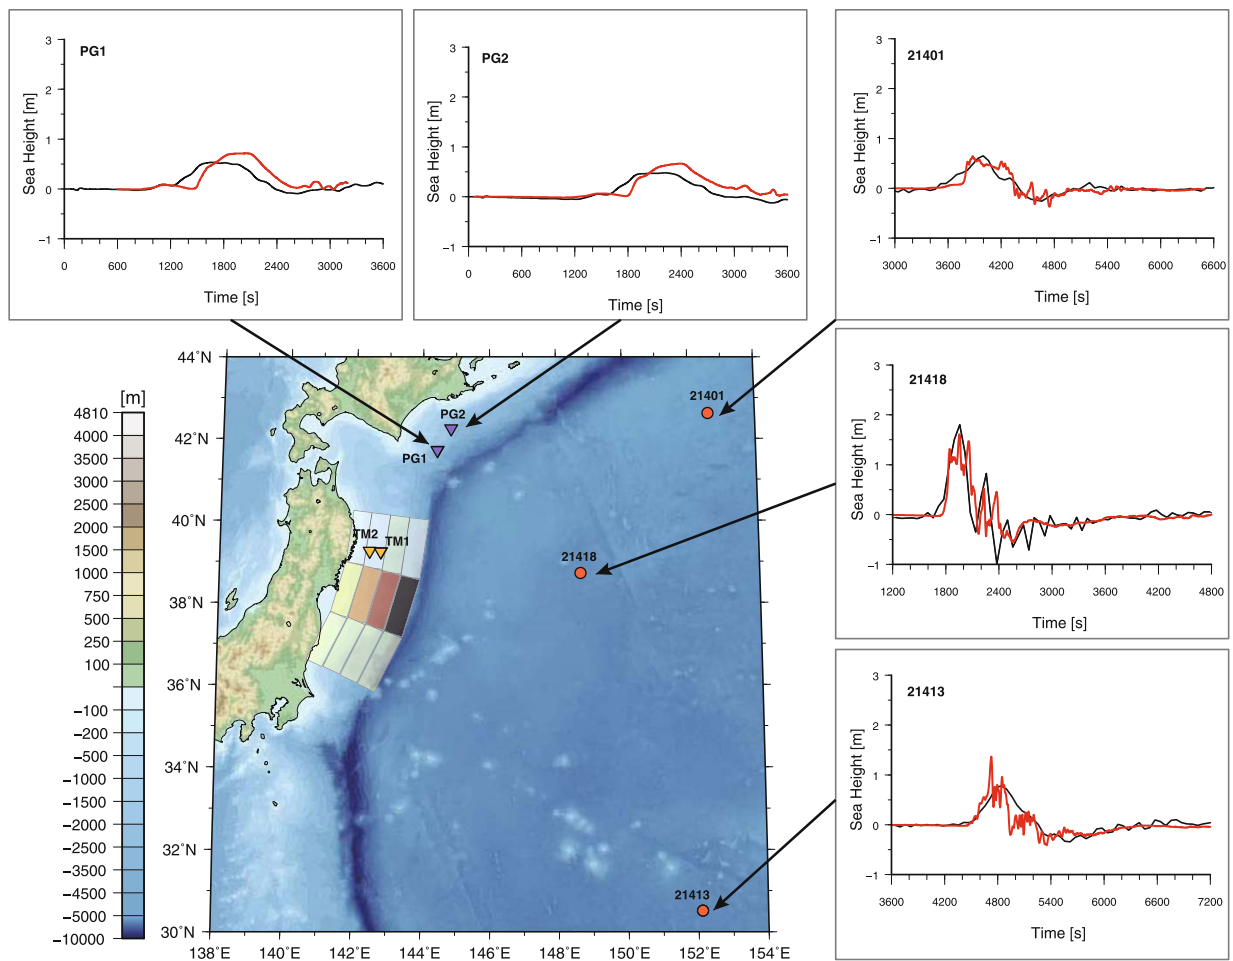 PG1
3
2
1
0
−1
Sea Height [m]
0 600 1200 1800 2400 3000 3600
Time [s]
PG2
3
2
1
0
−1
Sea Height [m]
0 600 1200 1800 2400 3000 3600
Time [s]
21401
3
2
1
0
−1
Sea Height [m]
3000 3600 4200 4800 5400 6000 6600
Time [s]
21418
3
2
1
0
−1
Sea Height [m]
1200 1800 2400 3000 3600 4200 4800
Time [s]
21413
3
2
1
0
−1
Sea Height [m]
3600 4200 4800 5400 6000 6600 7200
Time [s]
[m]
4810
4000
3500
3000
2500
2000
1500
1000
750
500
250
100
−100
−200
−500
−1000
−1500
−2000
−2500
−3500
−4500
−5000
−10000
44˚N
42˚N
40˚N
38˚N
36˚N
34˚N
32˚N
30˚N
138˚E 140˚E 142˚E 144˚E 146˚E 148˚E 150˚E 152˚E 154˚E
21401
PG2
PG1
TM2 TM1
21418
21413